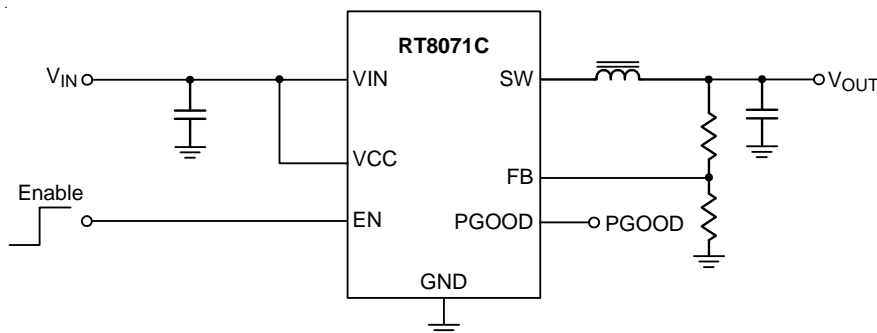 RT8071C
VIN
VIN
SW
VOUT
VCC
FB
Enable
EN
PGOOD
PGOOD
GND